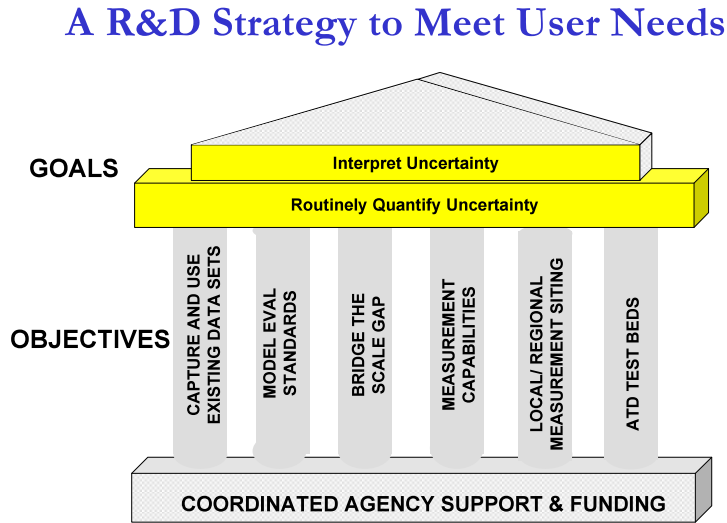 A R&D Strategy to Meet User Needs
GOALS
Interpret Uncertainty
Routinely Quantify Uncertainty
OBJECTIVES
CAPTURE AND USE
EXISTING DATA SETS
MODEL EVAL
STANDARDS
BRIDGE THE
SCALE GAP
MEASUREMENT
CAPABILITIES
LOCAL/ REGIONAL
MEASUREMENT SITING
ATD TEST BEDS
COORDINATED AGENCY SUPPORT & FUNDING